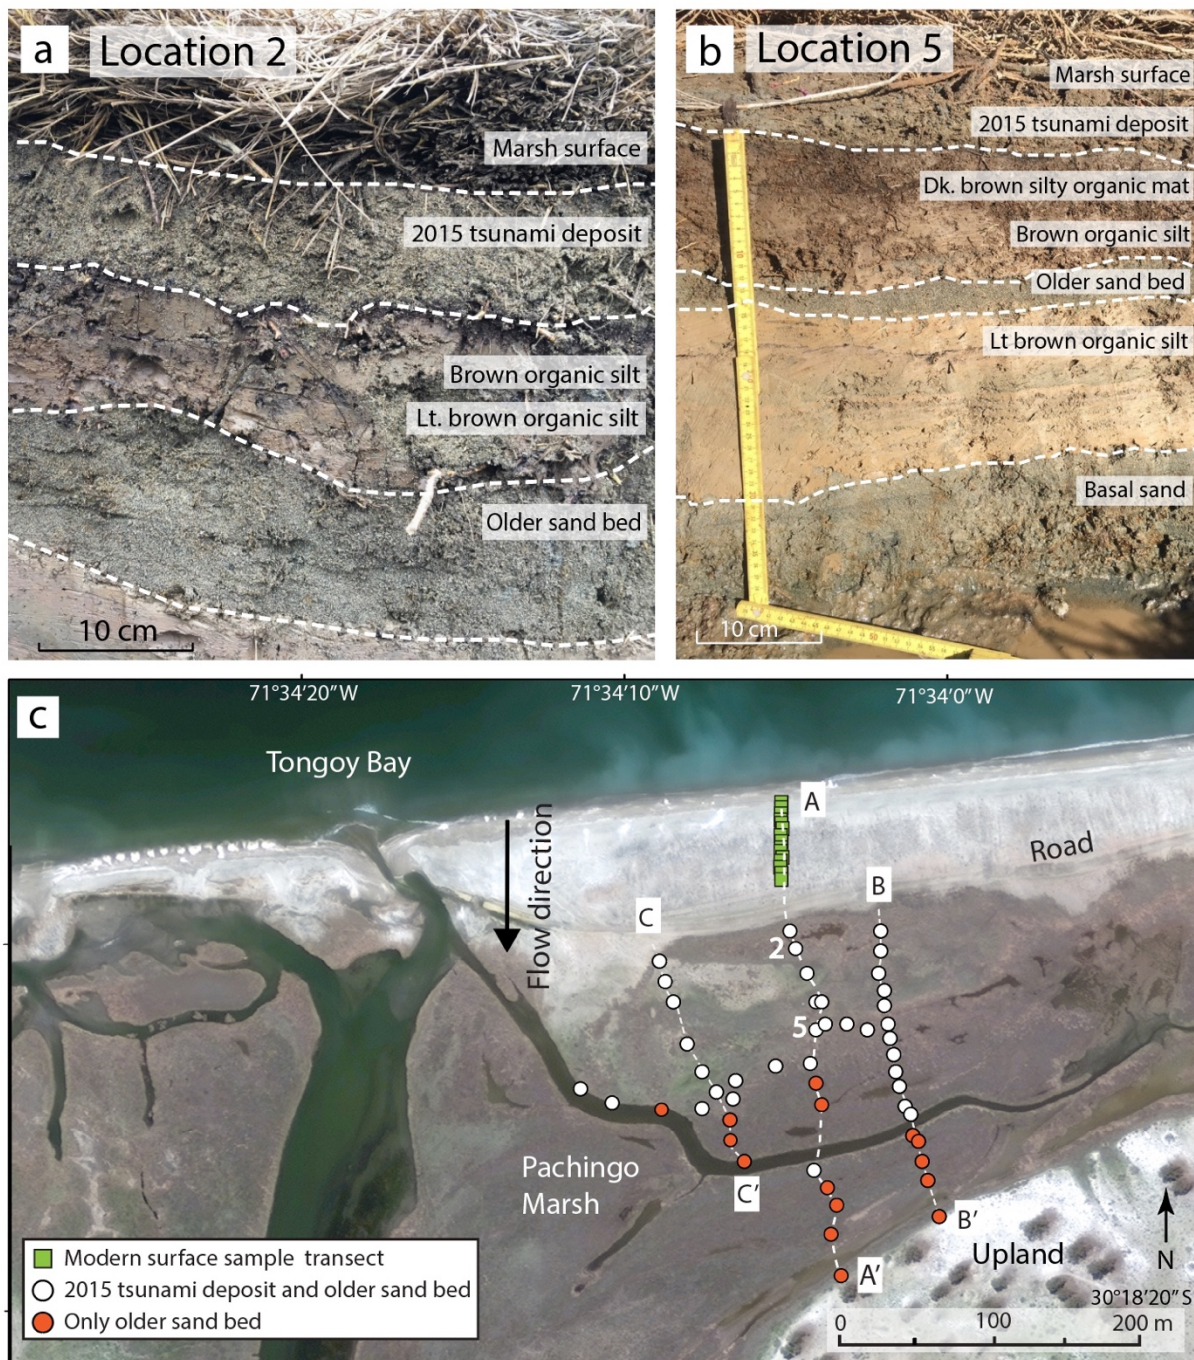 a
Location 2
Marsh surface
2015 tsunami deposit
Brown organic silt
Lt. brown organic silt
Older sand bed
10 cm
b
Location 5
Marsh surface
2015 tsunami deposit
Dk. brown silty organic mat
Brown organic silt
Older sand bed
Lt brown organic silt
Basal sand
10 cm
c
71°34′20″W
71°34′10″W
71°34′0″W
Tongoy Bay
Flow direction
A
Road
B
C
2
5
Pachingo
Marsh
C'
B'
A'
Upland
N
30°18′20″S
0 100 200 m
Modern surface sample transect
2015 tsunami deposit and older sand bed
Only older sand bed